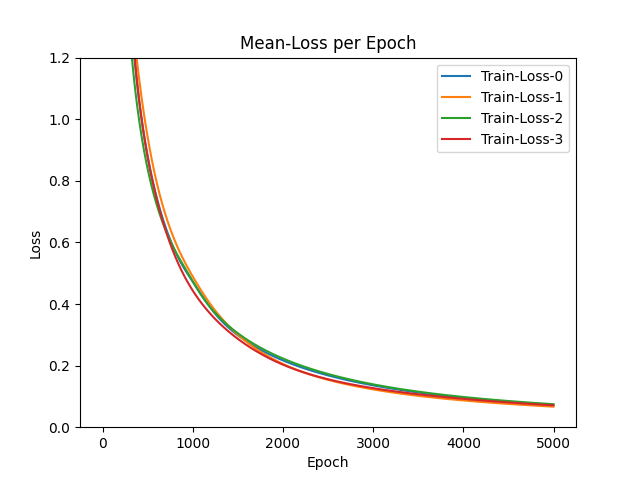 Mean-Loss per Epoch
1.2
1.0
0.8
0.6
0.4
0.2
0.0
Loss
Train-Loss-0
Train-Loss-1
Train-Loss-2
Train-Loss-3
0 1000 2000 3000 4000 5000
Epoch